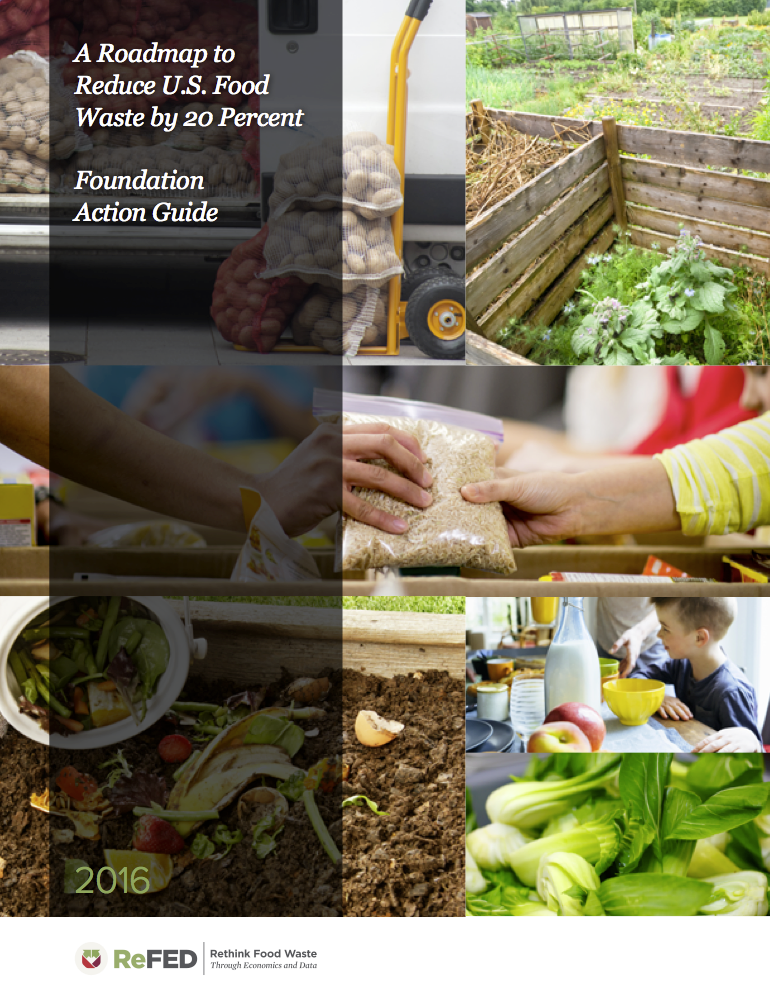 A Roadmap to
Reduce U.S. Food
Waste by 20 Percent
Foundation
Action Guide
2016
ReFED
Rethink Food Waste
Through Economics and Data